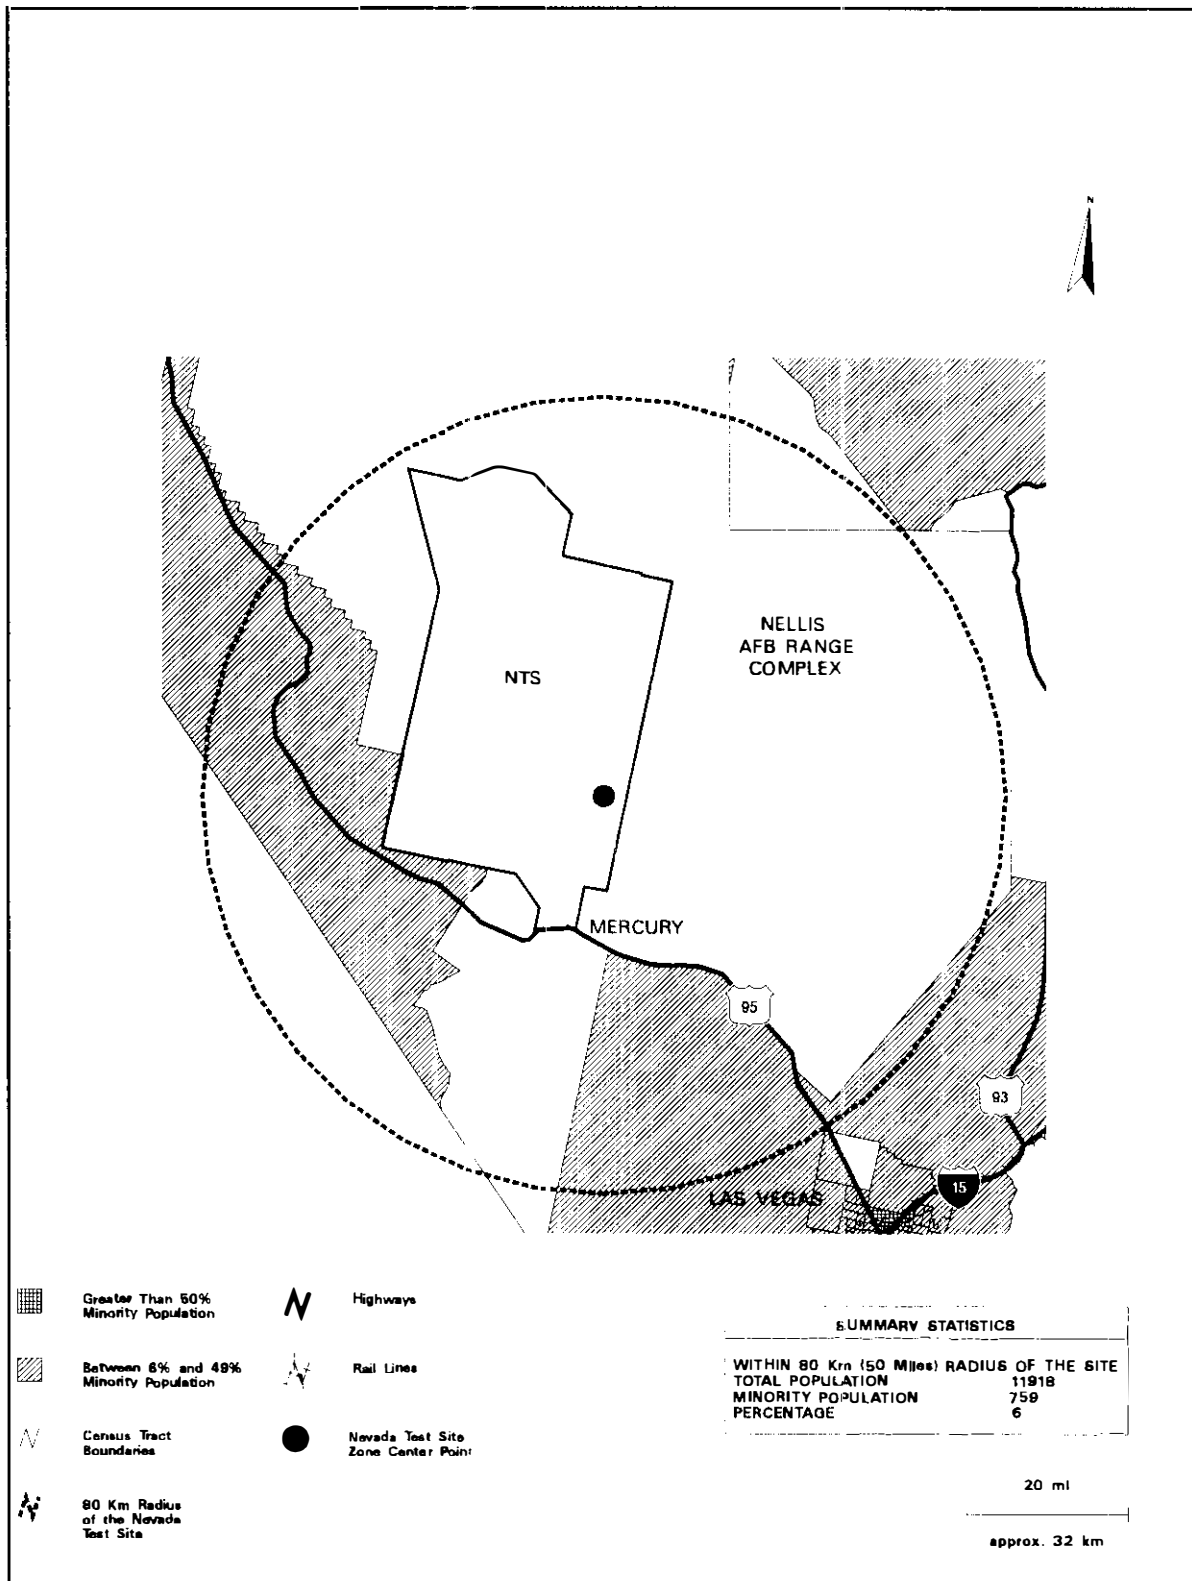 N
NELLIS
AFB RANGE
COMPLEX
NTS
MERCURY
95
93
15
LAS VEGAS
Greater Than 50%
Minority Population
Highways
Between 6% and 49%
Minority Population
Rail Lines
Census Tract
Boundaries
Nevada Test Site
Zone Center Point
80 Km Radius
of the Nevada
Test Site
SUMMARY STATISTICS
WITHIN 80 Km (50 Miles) RADIUS OF THE SITE
TOTAL POPULATION 11918
MINORITY POPULATION 759
PERCENTAGE 6
20 mi
approx. 32 km